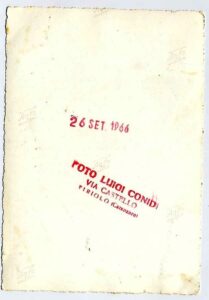 26 SET. 1966
FOTO LUIGI CONIDI
VIA CASTELLO
TIRIOLO (Catanzaro)